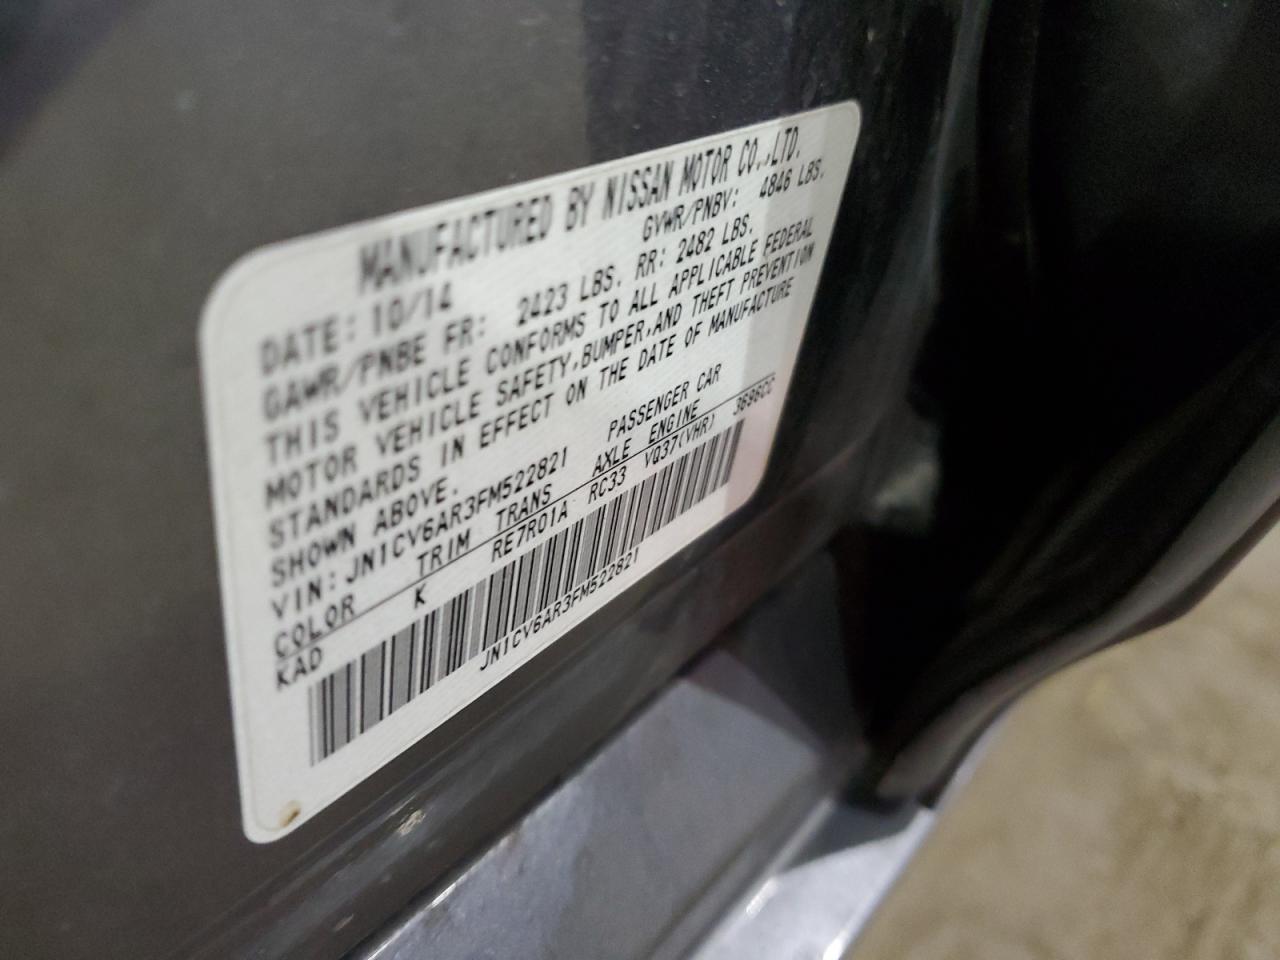 MANUFACTURED BY NISSAN MOTOR CO.,LTD.
DATE: 10/14 GVWR/PNBV: 4846 LBS.
GAWR/PNBE FR: 2423 LBS. RR: 2482 LBS.
THIS VEHICLE CONFORMS TO ALL APPLICABLE FEDERAL
MOTOR VEHICLE SAFETY,BUMPER,AND THEFT PREVENTION
STANDARDS IN EFFECT ON THE DATE OF MANUFACTURE
SHOWN ABOVE.
VIN: JN1CV6AR3FM522821 PASSENGER CAR
COLOR TRIM TRANS AXLE ENGINE
KAD K RE7R01A RC33 VQ37(VHR) 3696CC
JN1CV6AR3FM522821